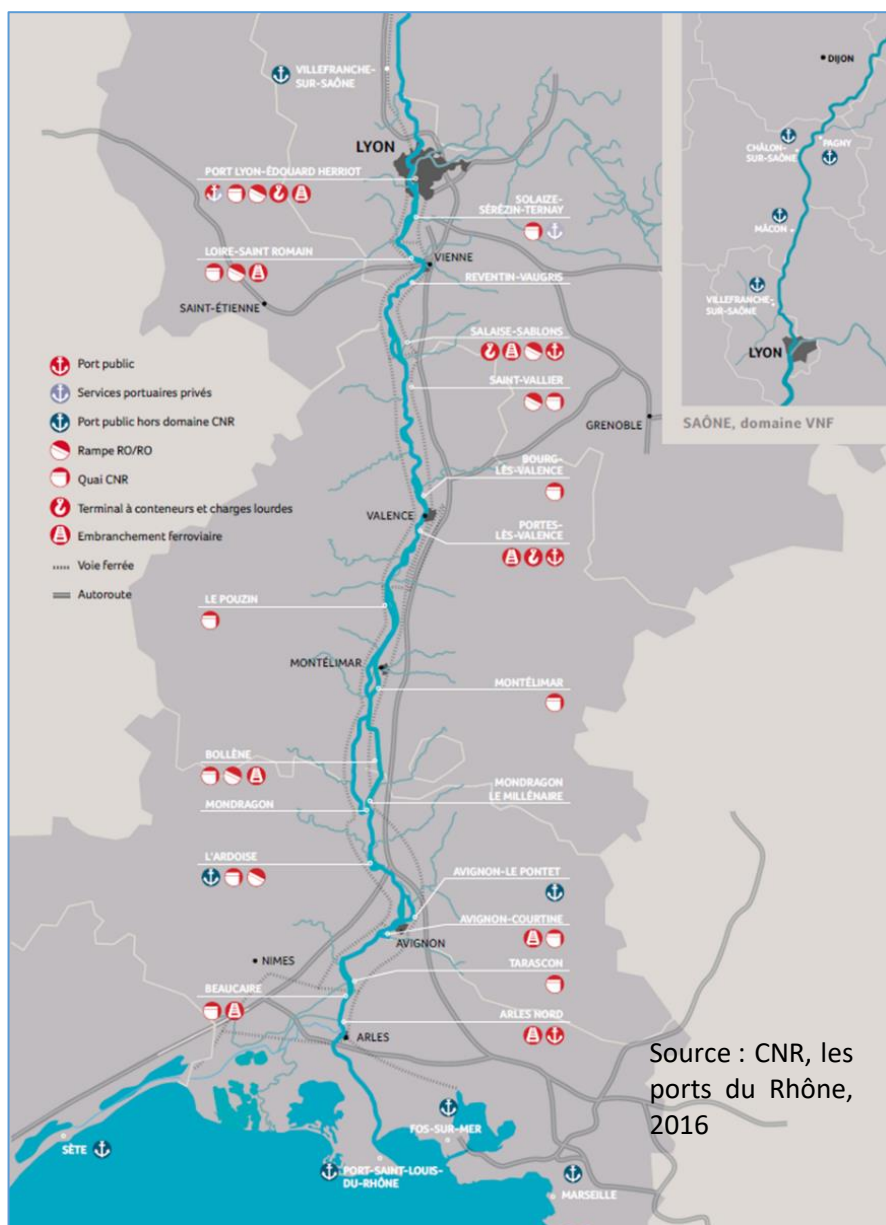 VILLEFRANCHE-
SUR-SAÔNE
LYON
PORT LYON-ÉDOUARD HERRIOT
SOLAIZE-
SÉRÉZIN-TERNAY
LOIRE-SAINT ROMAIN
VIENNE
REVENTIN-VAUGRIS
SAINT-ÉTIENNE
SALAISE-SABLONS
SAINT-VALLIER
GRENOBLE
BOURG-
LÈS-VALENCE
VALENCE
PORTES-
LÈS-VALENCE
LE POUZIN
MONTÉLIMAR
MONTÉLIMAR
BOLLÈNE
MONDRAGON
LE MILLÉNAIRE
MONDRAGON
L'ARDOISE
AVIGNON-LE PONTET
AVIGNON-COURTINE
AVIGNON
NIMES
TARASCON
BEAUCAIRE
ARLES NORD
ARLES
FOS-SUR-MER
SÈTE
PORT-SAINT-LOUIS-
DU-RHÔNE
MARSEILLE
Port public
Services portuaires privés
Port public hors domaine CNR
Rampe RO/RO
Quai CNR
Terminal à conteneurs et charges lourdes
Embranchement ferroviaire
Voie ferrée
Autoroute
DIJON
CHÂLON-
SUR-SAÔNE
PAGNY
MÂCON
VILLEFRANCHE-
SUR-SAÔNE
LYON
SAÔNE, domaine VNF
Source : CNR, les
ports du Rhône,
2016